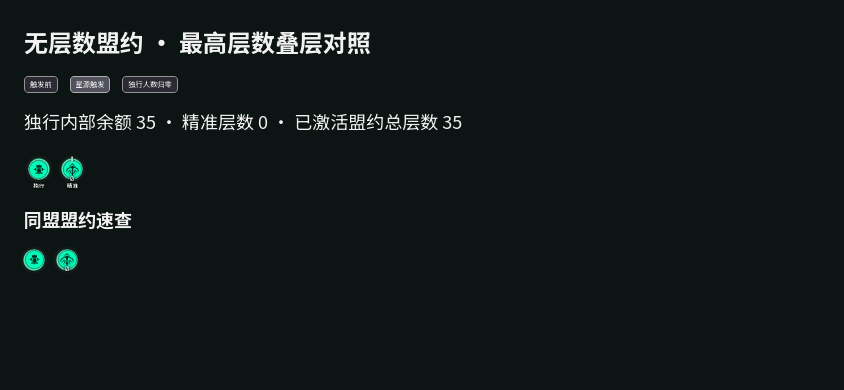 无层数盟约 · 最高层数叠层对照
触发前 星源触发 独行人数归零
独行内部余额 35 · 精准层数 0 · 已激活盟约总层数 35
0
独行 精准
同盟盟约速查
0